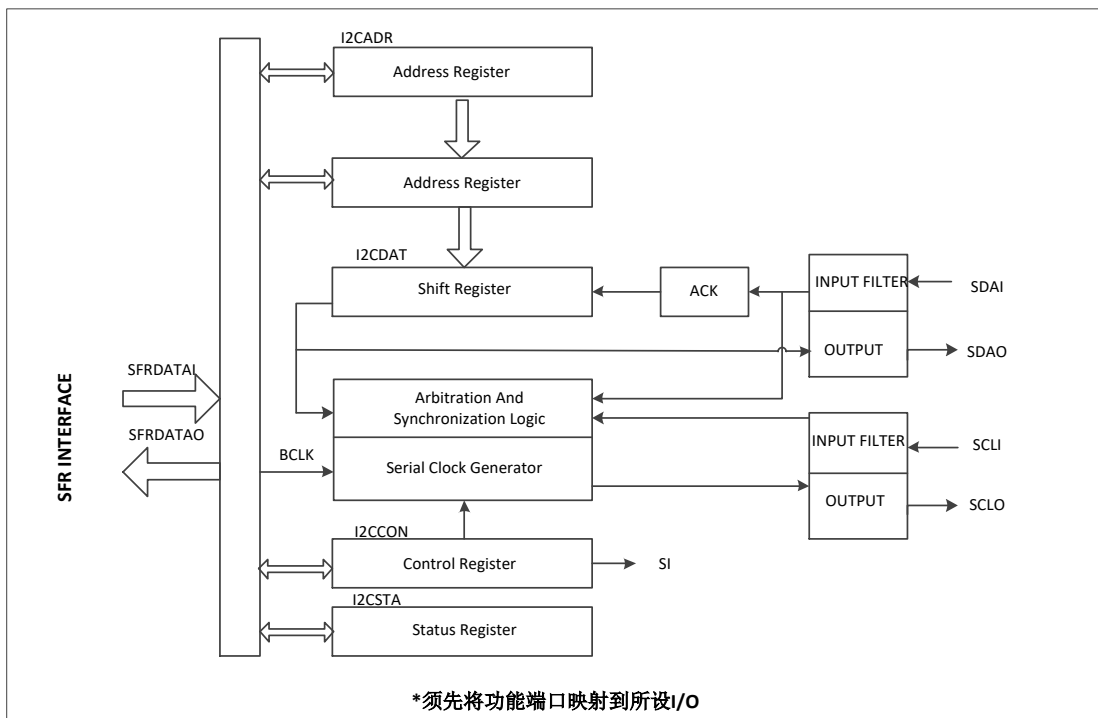 I2CADR
Address Register
Address Register
I2CDAT
Shift Register
ACK
INPUT FILTER
SDAI
OUTPUT
SDAO
SFR INTERFACE
SFRDATAI
SFRDATAO
BCLK
Arbitration And
Synchronization Logic
Serial Clock Generator
INPUT FILTER
SCLI
OUTPUT
SCLO
I2CCON
Control Register
SI
I2CSTA
Status Register
*须先将功能端口映射到所设I/O